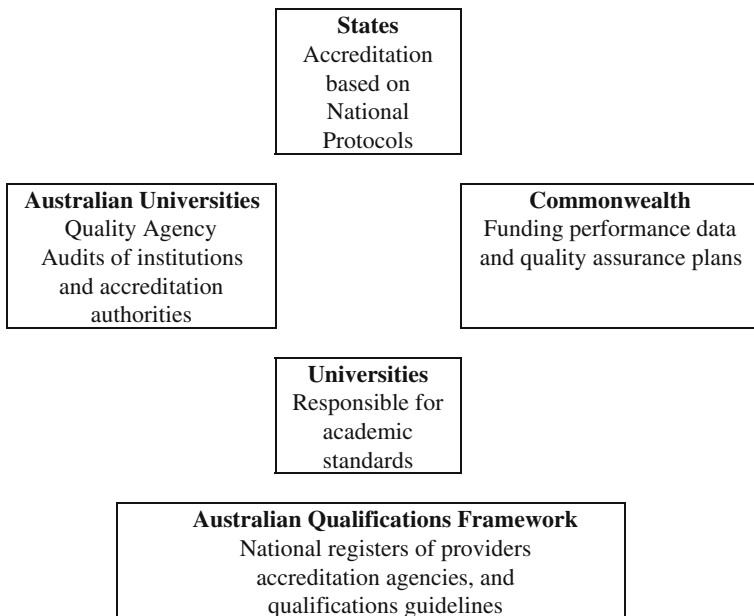 States
Accreditation
based on
National
Protocols
Australian Universities
Quality Agency
Audits of institutions
and accreditation
authorities
Commonwealth
Funding performance data
and quality assurance plans
Universities
Responsible for
academic
standards
Australian Qualifications Framework
National registers of providers
accreditation agencies, and
qualifications guidelines